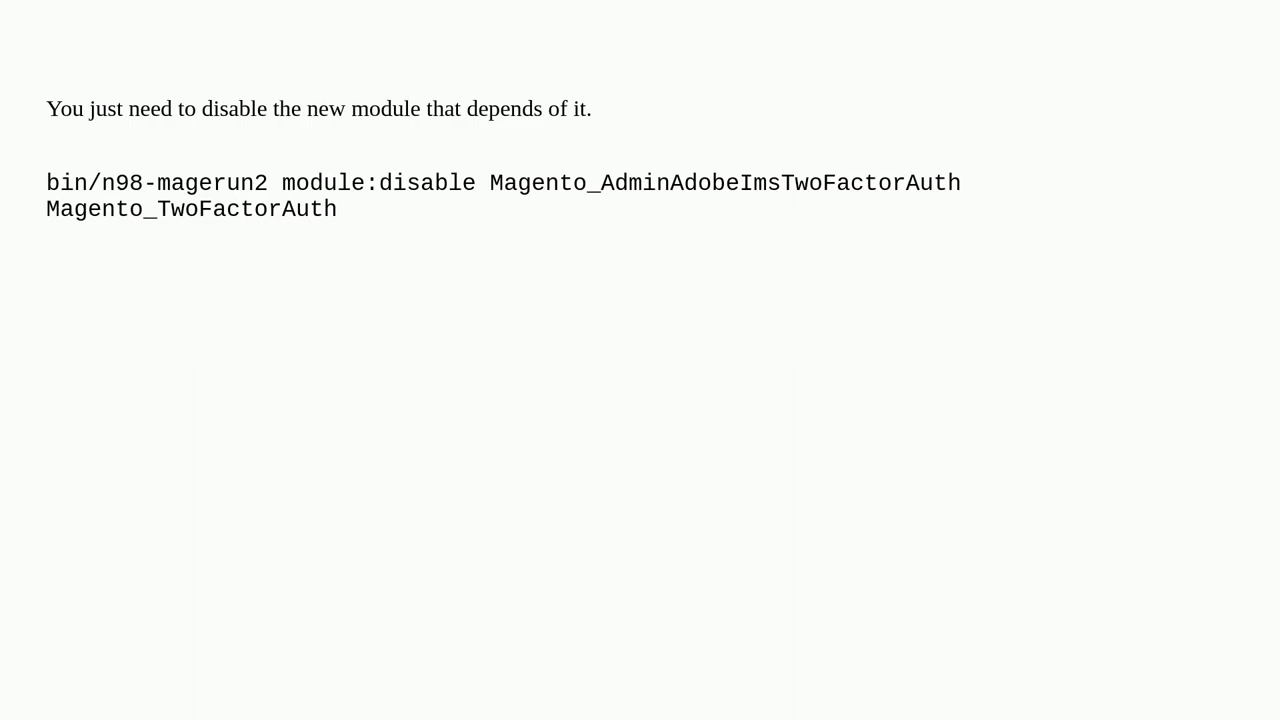 You just need to disable the new module that depends of it.
bin/n98-magerun2 module:disable Magento_AdminAdobeImsTwoFactorAuth
Magento_TwoFactorAuth